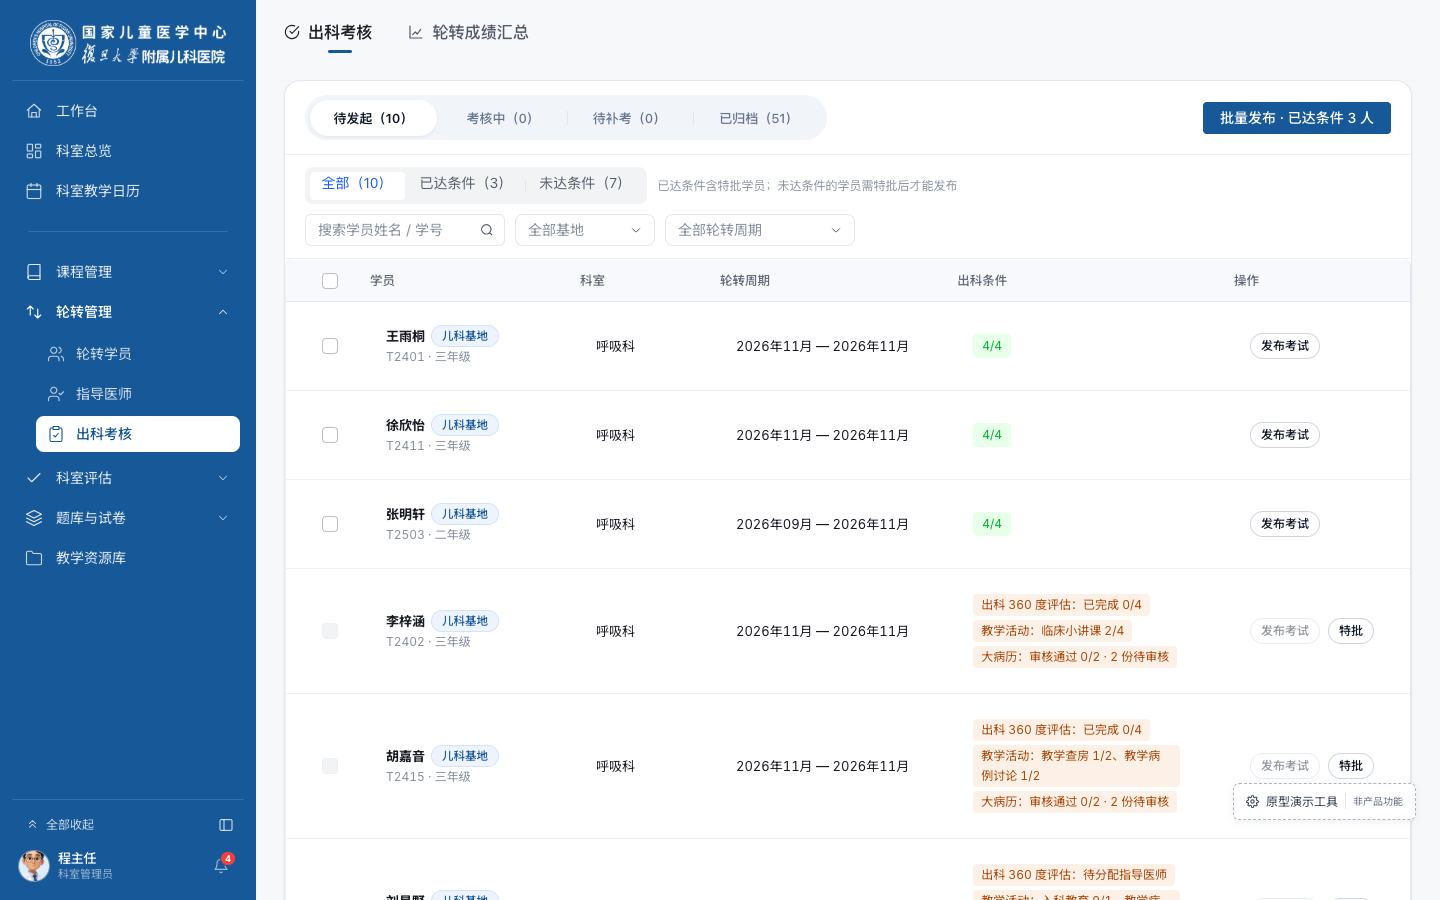 国家儿童医学中心
復旦大学附属儿科医院
工作台
科室总览
科室教学日历
课程管理
轮转管理
轮转学员
指导医师
出科考核
科室评估
题库与试卷
教学资源库
全部收起
程主任
科室管理员
4
出科考核
轮转成绩汇总
待发起（10）
考核中（0）
待补考（0）
已归档（51）
批量发布 · 已达条件 3 人
全部（10）
已达条件（3）
未达条件（7）
已达条件含特批学员；未达条件的学员需特批后才能发布
搜索学员姓名 / 学号
全部基地
全部轮转周期
学员 科室 轮转周期 出科条件 操作
王雨桐 儿科基地
T2401 · 三年级
呼吸科
2026年11月 — 2026年11月
4/4
发布考试
徐欣怡 儿科基地
T2411 · 三年级
呼吸科
2026年11月 — 2026年11月
4/4
发布考试
张明轩 儿科基地
T2503 · 二年级
呼吸科
2026年09月 — 2026年11月
4/4
发布考试
李梓涵 儿科基地
T2402 · 三年级
呼吸科
2026年11月 — 2026年11月
出科 360 度评估：已完成 0/4
教学活动：临床小讲课 2/4
大病历：审核通过 0/2 · 2 份待审核
发布考试 特批
胡嘉音 儿科基地
T2415 · 三年级
呼吸科
2026年11月 — 2026年11月
出科 360 度评估：已完成 0/4
教学活动：教学查房 1/2、教学病
例讨论 1/2
大病历：审核通过 0/2 · 2 份待审核
发布考试 特批
原型演示工具 非产品功能
出科 360 度评估：待分配指导医师
教学活动：入科教育 0/1、教学病
儿科基地